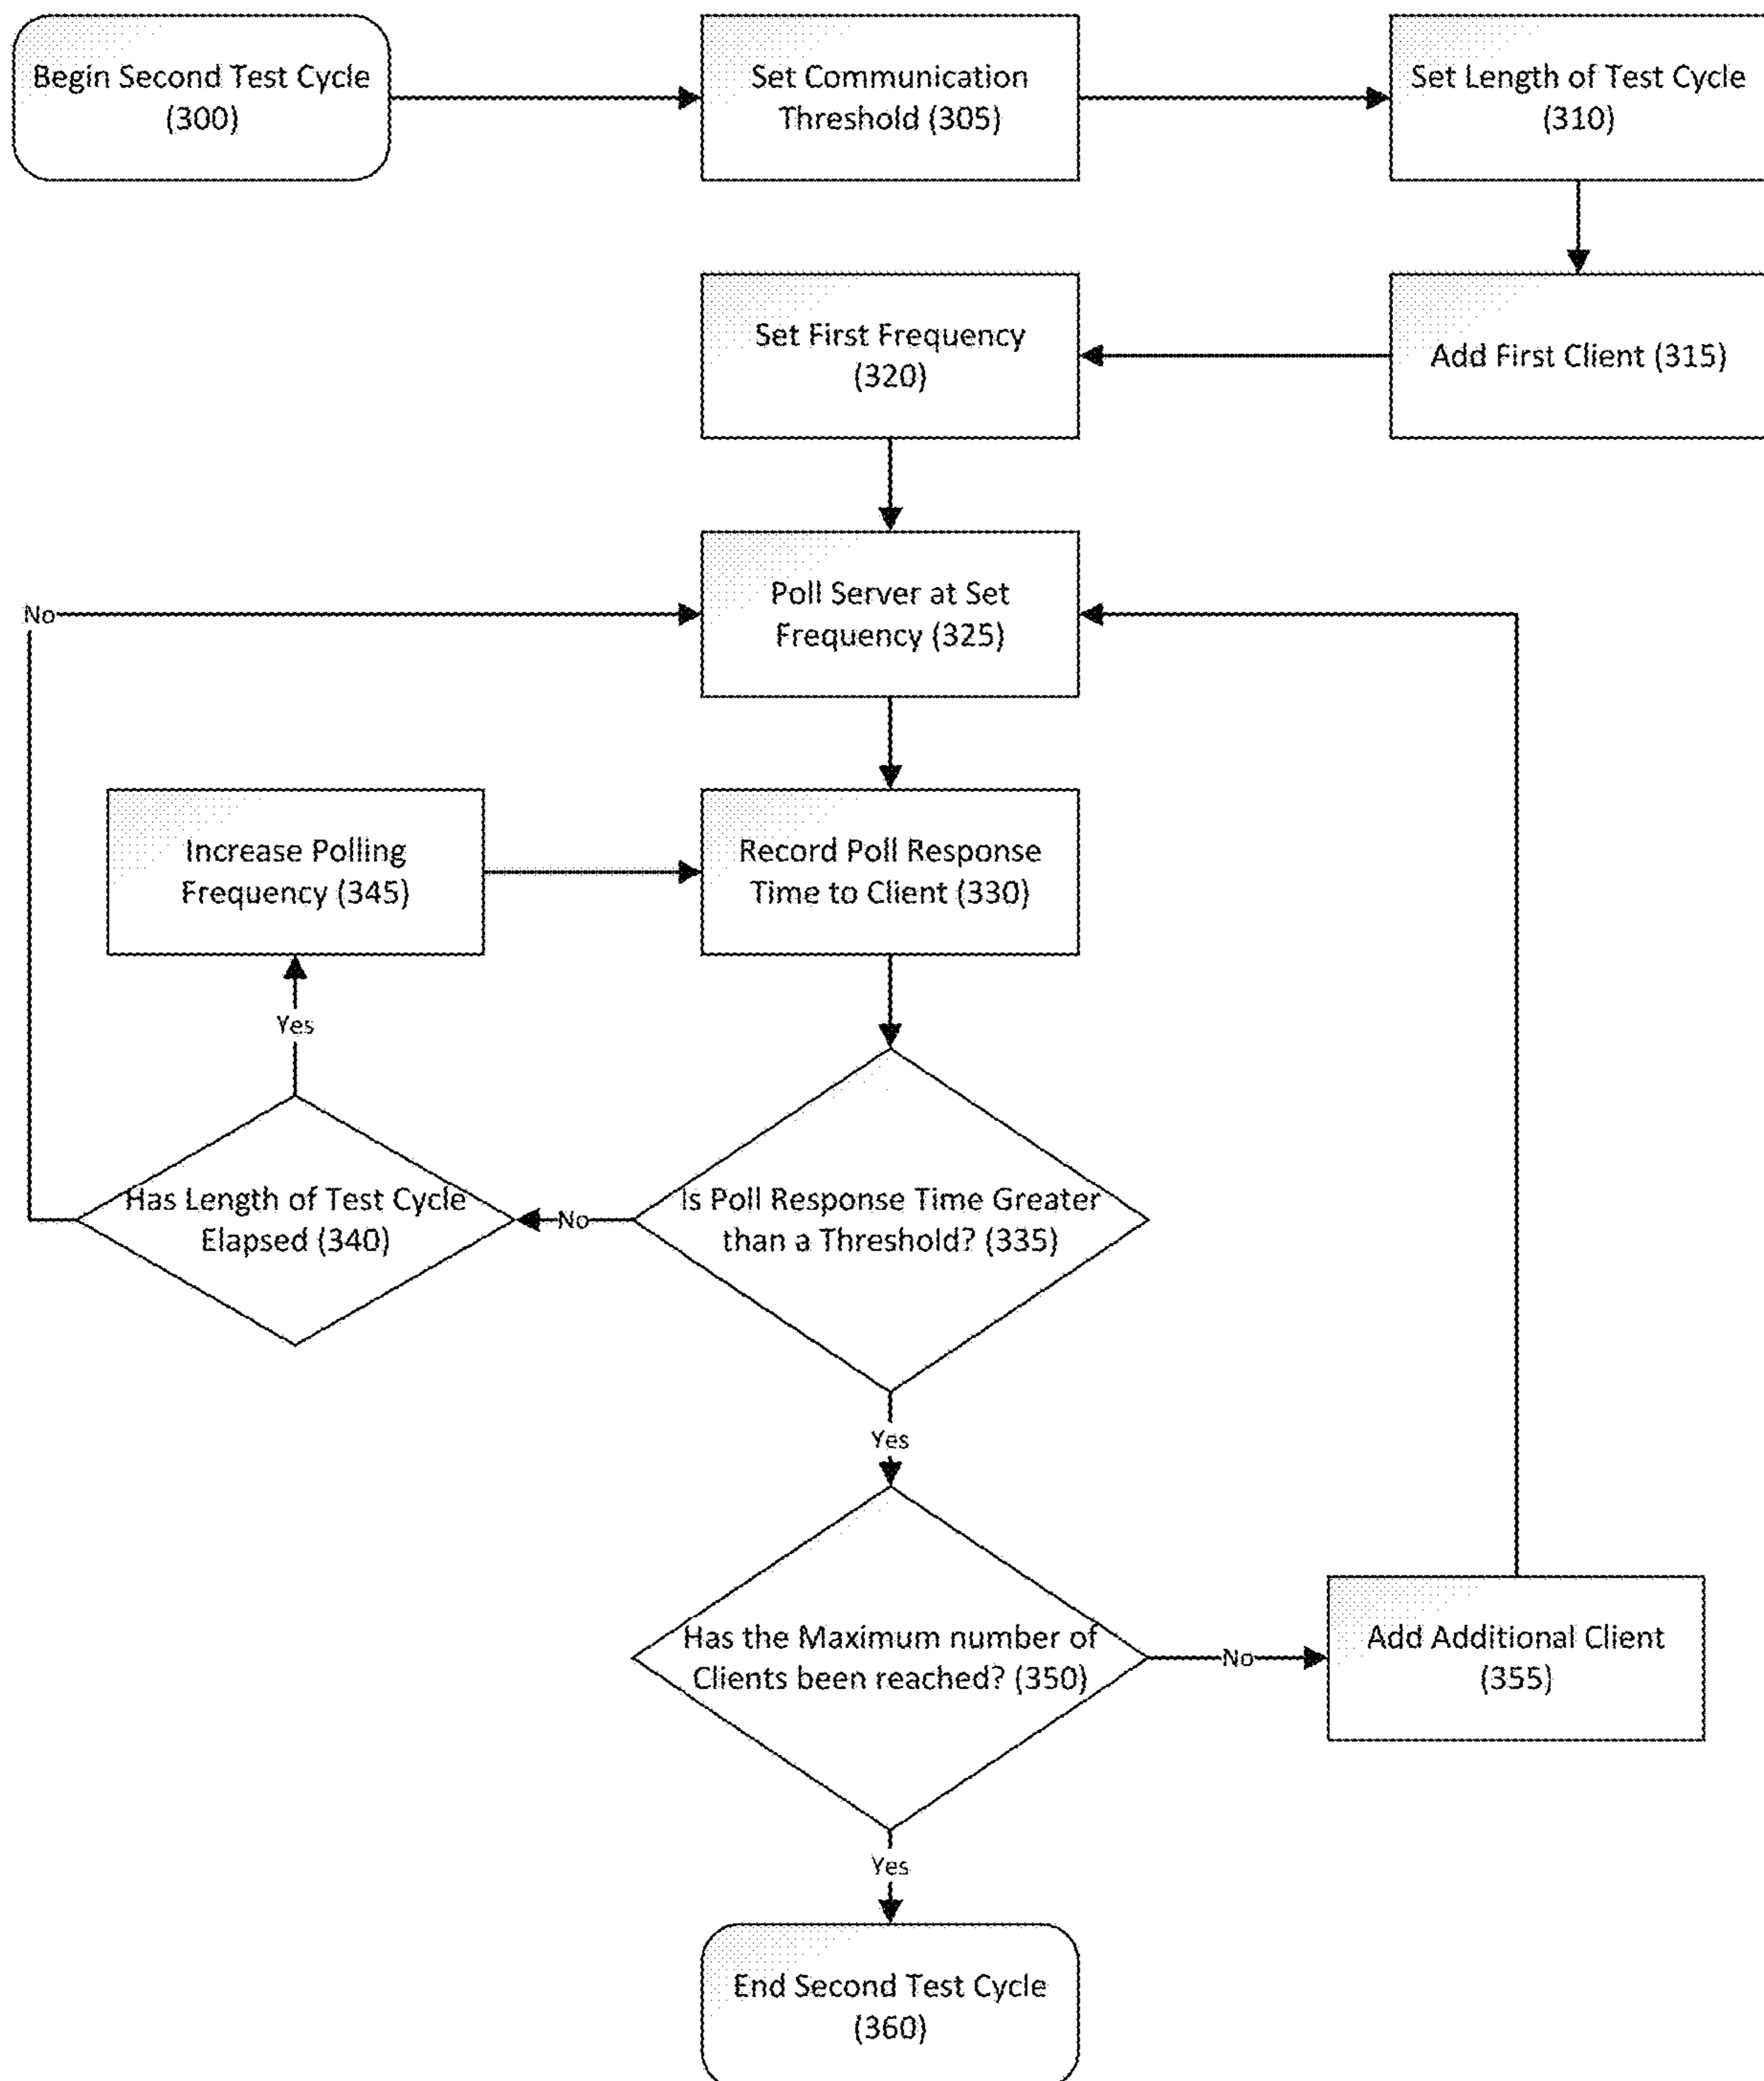 Begin Second Test Cycle
(300)
Set Communication
Threshold (305)
Set Length of Test Cycle
(310)
Set First Frequency
(320)
Add First Client (315)
No
Poll Server at Set
Frequency (325)
Increase Polling
Frequency (345)
Record Poll Response
Time to Client (330)
Yes
Has Length of Test Cycle
Elapsed (340)
No
Is Poll Response Time Greater
than a Threshold? (335)
Yes
Has the Maximum number of
Clients been reached? (350)
No
Add Additional Client
(355)
Yes
End Second Test Cycle
(360)